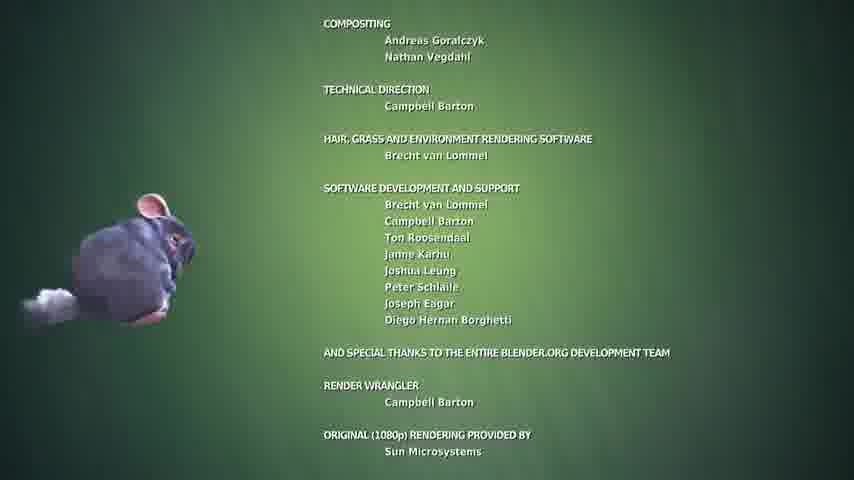 COMPOSITING
Andreas Goralczyk
Nathan Vegdahl
TECHNICAL DIRECTION
Campbell Barton
HAIR, GRASS AND ENVIRONMENT RENDERING SOFTWARE
Brecht van Lommel
SOFTWARE DEVELOPMENT AND SUPPORT
Brecht van Lommel
Campbell Barton
Ton Roosendaal
Janne Karhu
Joshua Leung
Peter Schlaile
Joseph Eagar
Diego Hernan Borghetti
AND SPECIAL THANKS TO THE ENTIRE BLENDER.ORG DEVELOPMENT TEAM
RENDER WRANGLER
Campbell Barton
ORIGINAL (1080p) RENDERING PROVIDED BY
Sun Microsystems